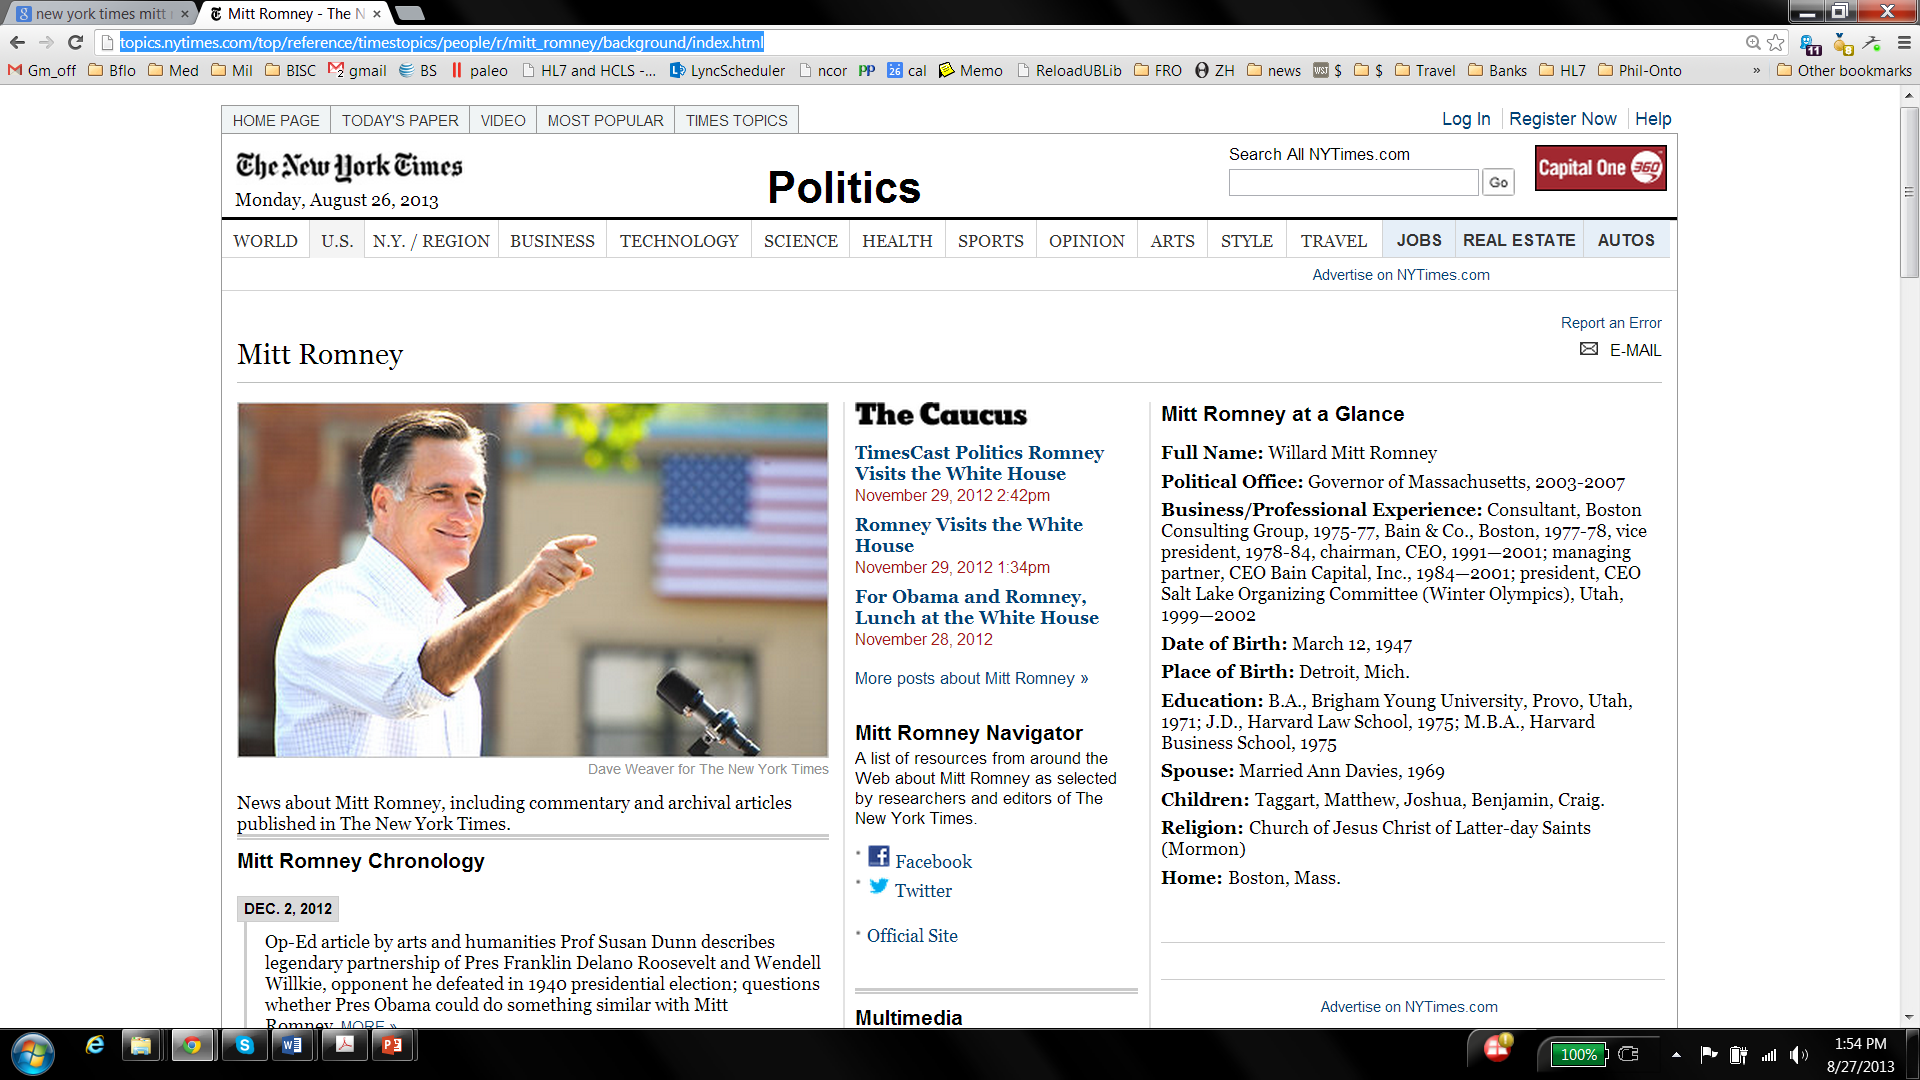 new york times mitt
Mitt Romney - The N
topics.nytimes.com/top/reference/timestopics/people/r/mitt_romney/background/index.html
11
Gm_off Bflo Med Mil BISC gmail BS paleo HL7 and HCLS -... LyncScheduler ncor PP 26 cal Memo ReloadUBLib FRO ZH news WSJ $ $ Travel Banks HL7 Phil-Onto » Other bookmarks
HOME PAGE TODAY'S PAPER VIDEO MOST POPULAR TIMES TOPICS
Log In Register Now Help
The New York Times
Monday, August 26, 2013
Politics
Search All NYTimes.com
Go
Capital One 360
WORLD U.S. N.Y. / REGION BUSINESS TECHNOLOGY SCIENCE HEALTH SPORTS OPINION ARTS STYLE TRAVEL JOBS REAL ESTATE AUTOS
Advertise on NYTimes.com
Report an Error
E-MAIL
Mitt Romney
Dave Weaver for The New York Times
News about Mitt Romney, including commentary and archival articles
published in The New York Times.
Mitt Romney Chronology
DEC. 2, 2012
Op-Ed article by arts and humanities Prof Susan Dunn describes
legendary partnership of Pres Franklin Delano Roosevelt and Wendell
Willkie, opponent he defeated in 1940 presidential election; questions
whether Pres Obama could do something similar with Mitt
Romney. MORE »
The Caucus
TimesCast Politics Romney
Visits the White House
November 29, 2012 2:42pm
Romney Visits the White
House
November 29, 2012 1:34pm
For Obama and Romney,
Lunch at the White House
November 28, 2012
More posts about Mitt Romney »
Mitt Romney Navigator
A list of resources from around the
Web about Mitt Romney as selected
by researchers and editors of The
New York Times.
Facebook
Twitter
Official Site
Multimedia
Mitt Romney at a Glance
Full Name: Willard Mitt Romney
Political Office: Governor of Massachusetts, 2003-2007
Business/Professional Experience: Consultant, Boston
Consulting Group, 1975-77, Bain & Co., Boston, 1977-78, vice
president, 1978-84, chairman, CEO, 1991—2001; managing
partner, CEO Bain Capital, Inc., 1984—2001; president, CEO
Salt Lake Organizing Committee (Winter Olympics), Utah,
1999—2002
Date of Birth: March 12, 1947
Place of Birth: Detroit, Mich.
Education: B.A., Brigham Young University, Provo, Utah,
1971; J.D., Harvard Law School, 1975; M.B.A., Harvard
Business School, 1975
Spouse: Married Ann Davies, 1969
Children: Taggart, Matthew, Joshua, Benjamin, Craig.
Religion: Church of Jesus Christ of Latter-day Saints
(Mormon)
Home: Boston, Mass.
Advertise on NYTimes.com
100%
1:54 PM
8/27/2013